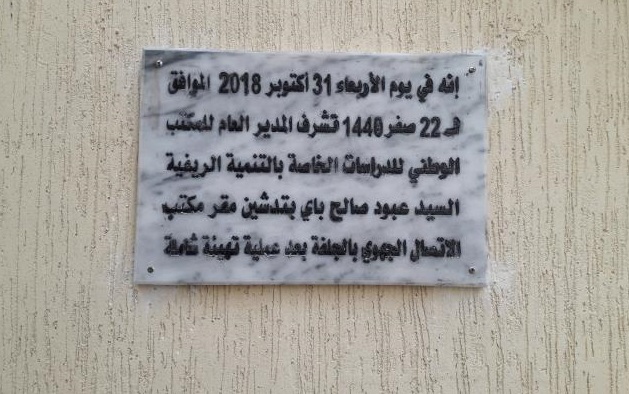 إنه في يوم الأربعاء 31 أكتوبر 2018 الموافق
لـ 22 صفر 1440 تشرف المدير العام للمكتب
الوطني للدراسات الخاصة بالتنمية الريفية
السيد عبود صالح باي بتدشين مقر مكتب
الاتصال الجهوي بالجلفة بعد عملية تهيئة شاملة